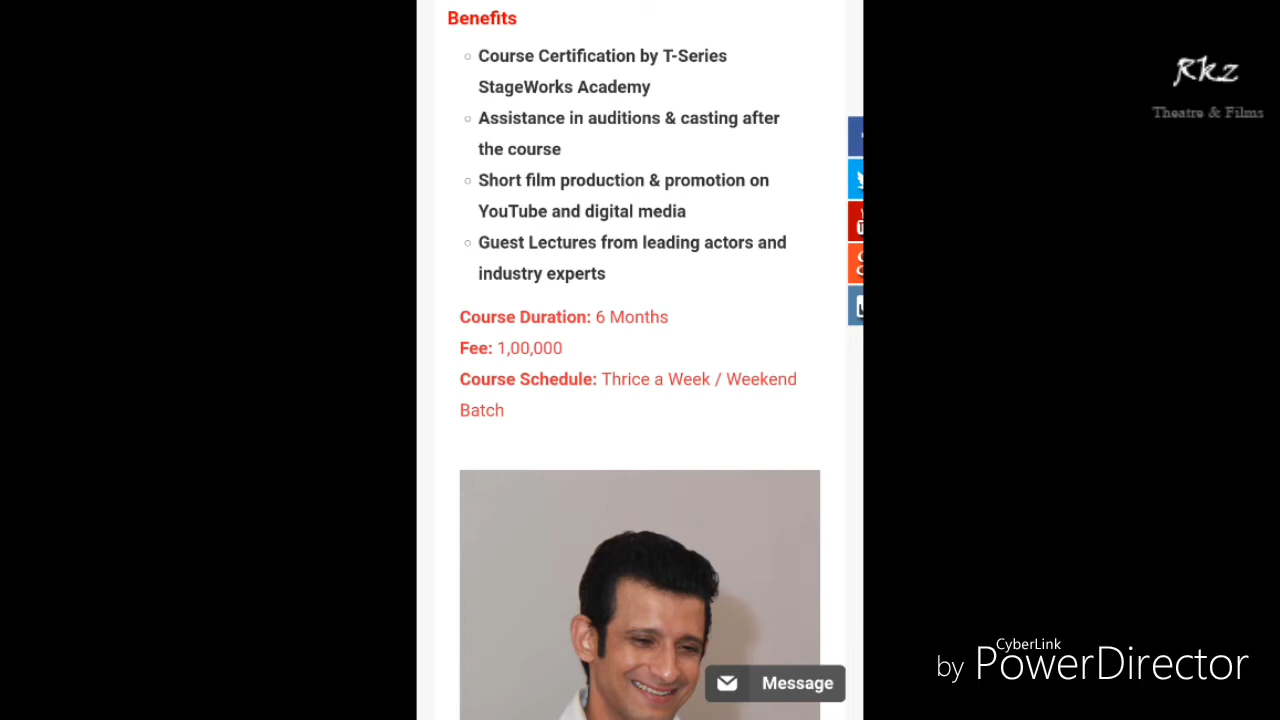 Benefits
Course Certification by T-Series
StageWorks Academy
Assistance in auditions & casting after
the course
Short film production & promotion on
YouTube and digital media
Guest Lectures from leading actors and
industry experts
Course Duration: 6 Months
Fee: 1,00,000
Course Schedule: Thrice a Week / Weekend
Batch
Message
Rkz
Theatre & Films
CyberLink
by PowerDirector